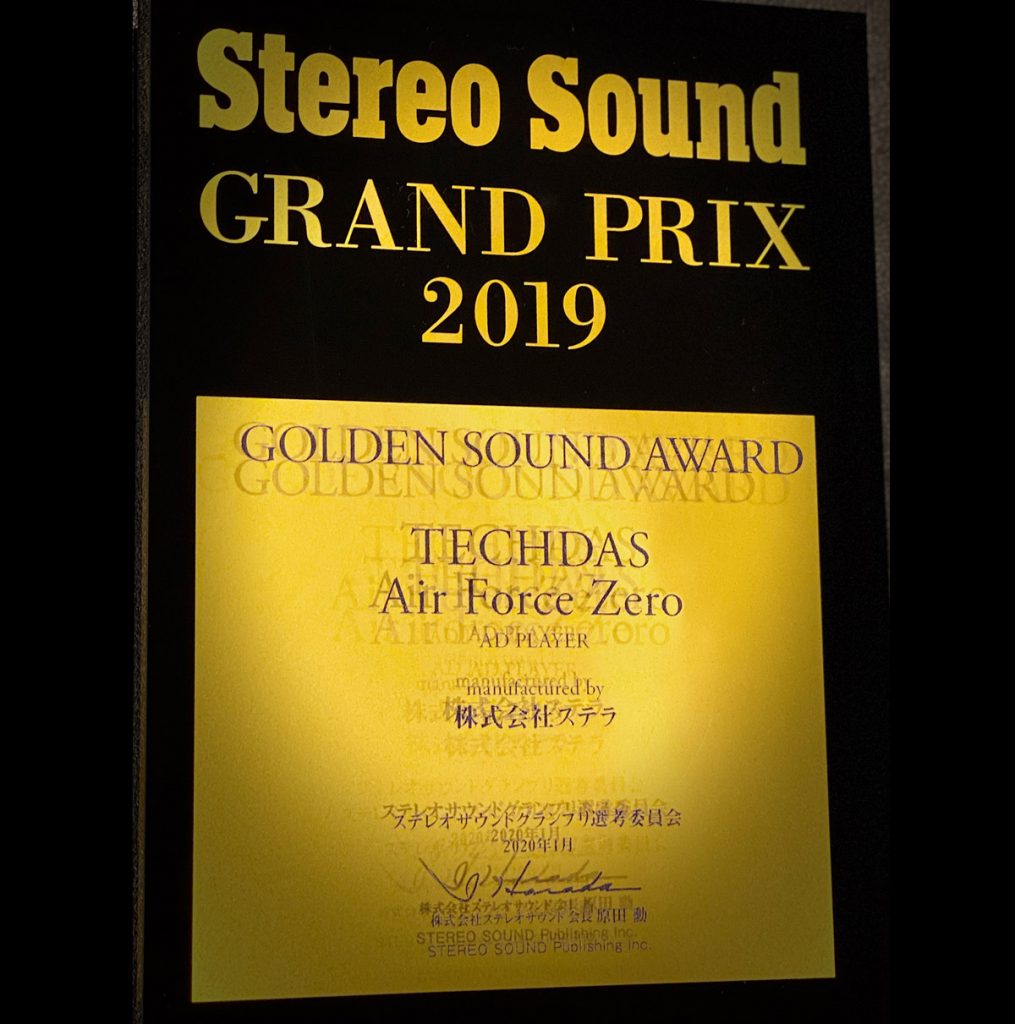 Stereo Sound
GRAND PRIX
2019
GOLDEN SOUND AWARD
TECHDAS
Air Force Zero
AD PLAYER
manufactured by
株式会社ステラ
ステレオサウンドグランプリ選考委員会
2020年1月
株式会社ステレオサウンド会長 原田 勳
STEREO SOUND Publishing Inc.